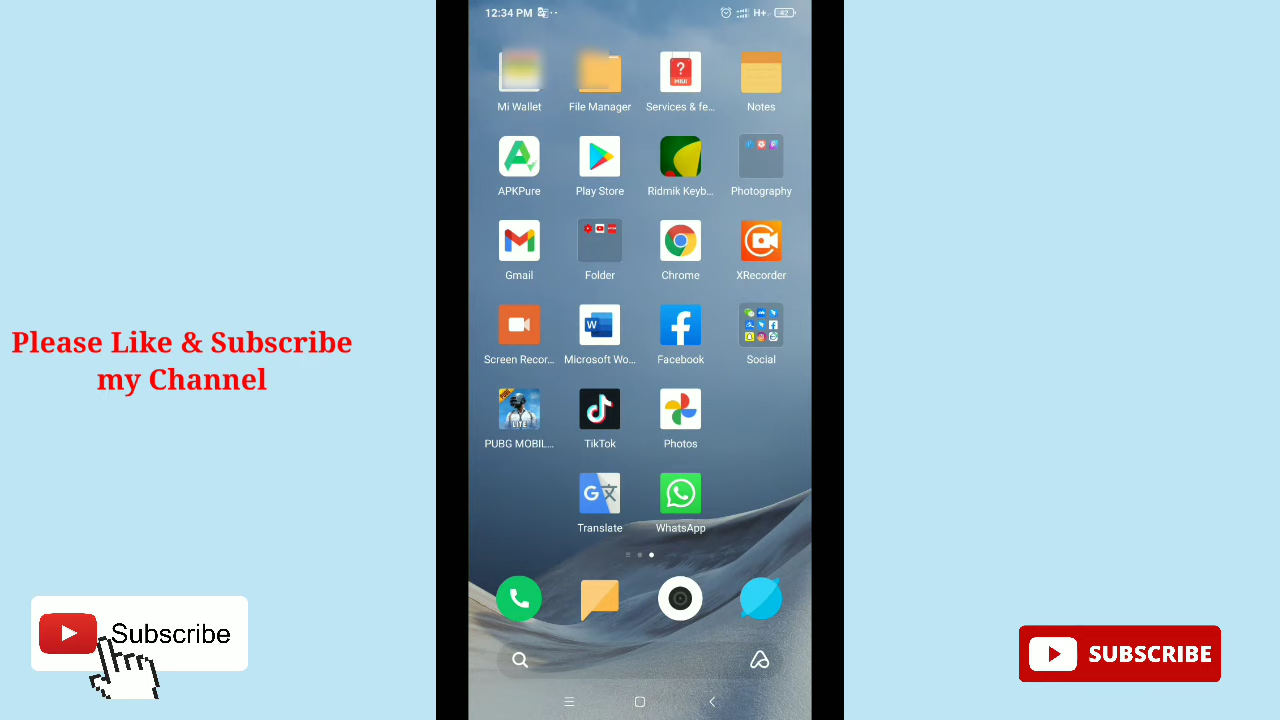 12:34 PM
H+
42
Mi Wallet
File Manager
Services & fe...
Notes
APKPure
Play Store
Ridmik Keyb...
Photography
Gmail
Folder
Chrome
XRecorder
Screen Recor...
Microsoft Wo...
Facebook
Social
PUBG MOBIL...
TikTok
Photos
Translate
WhatsApp
Please Like & Subscribe
my Channel
Subscribe
SUBSCRIBE